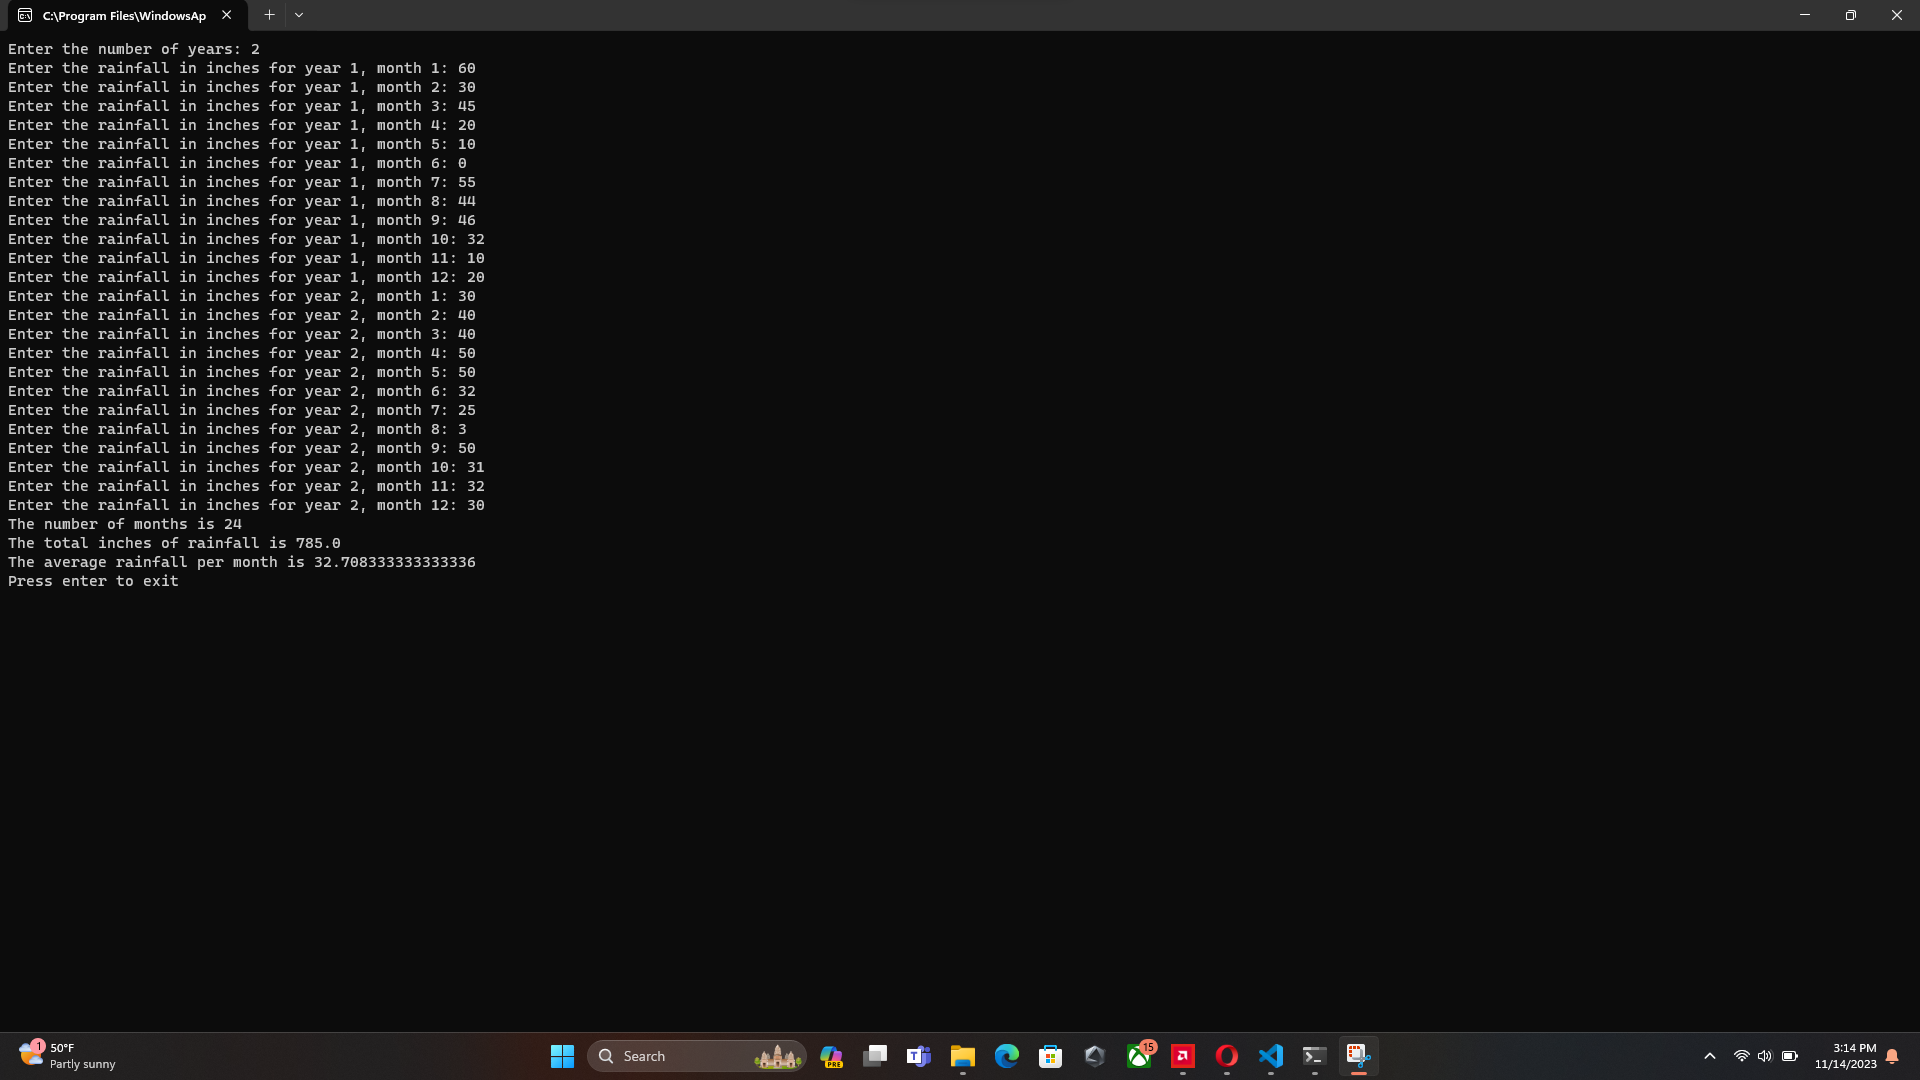 C:\Program Files\WindowsAp
Enter the number of years: 2
Enter the rainfall in inches for year 1, month 1: 60
Enter the rainfall in inches for year 1, month 2: 30
Enter the rainfall in inches for year 1, month 3: 45
Enter the rainfall in inches for year 1, month 4: 20
Enter the rainfall in inches for year 1, month 5: 10
Enter the rainfall in inches for year 1, month 6: 0
Enter the rainfall in inches for year 1, month 7: 55
Enter the rainfall in inches for year 1, month 8: 44
Enter the rainfall in inches for year 1, month 9: 46
Enter the rainfall in inches for year 1, month 10: 32
Enter the rainfall in inches for year 1, month 11: 10
Enter the rainfall in inches for year 1, month 12: 20
Enter the rainfall in inches for year 2, month 1: 30
Enter the rainfall in inches for year 2, month 2: 40
Enter the rainfall in inches for year 2, month 3: 40
Enter the rainfall in inches for year 2, month 4: 50
Enter the rainfall in inches for year 2, month 5: 50
Enter the rainfall in inches for year 2, month 6: 32
Enter the rainfall in inches for year 2, month 7: 25
Enter the rainfall in inches for year 2, month 8: 3
Enter the rainfall in inches for year 2, month 9: 50
Enter the rainfall in inches for year 2, month 10: 31
Enter the rainfall in inches for year 2, month 11: 32
Enter the rainfall in inches for year 2, month 12: 30
The number of months is 24
The total inches of rainfall is 785.0
The average rainfall per month is 32.708333333333336
Press enter to exit
1
50°F
Partly sunny
Search
PRE
15
3:14 PM
11/14/2023